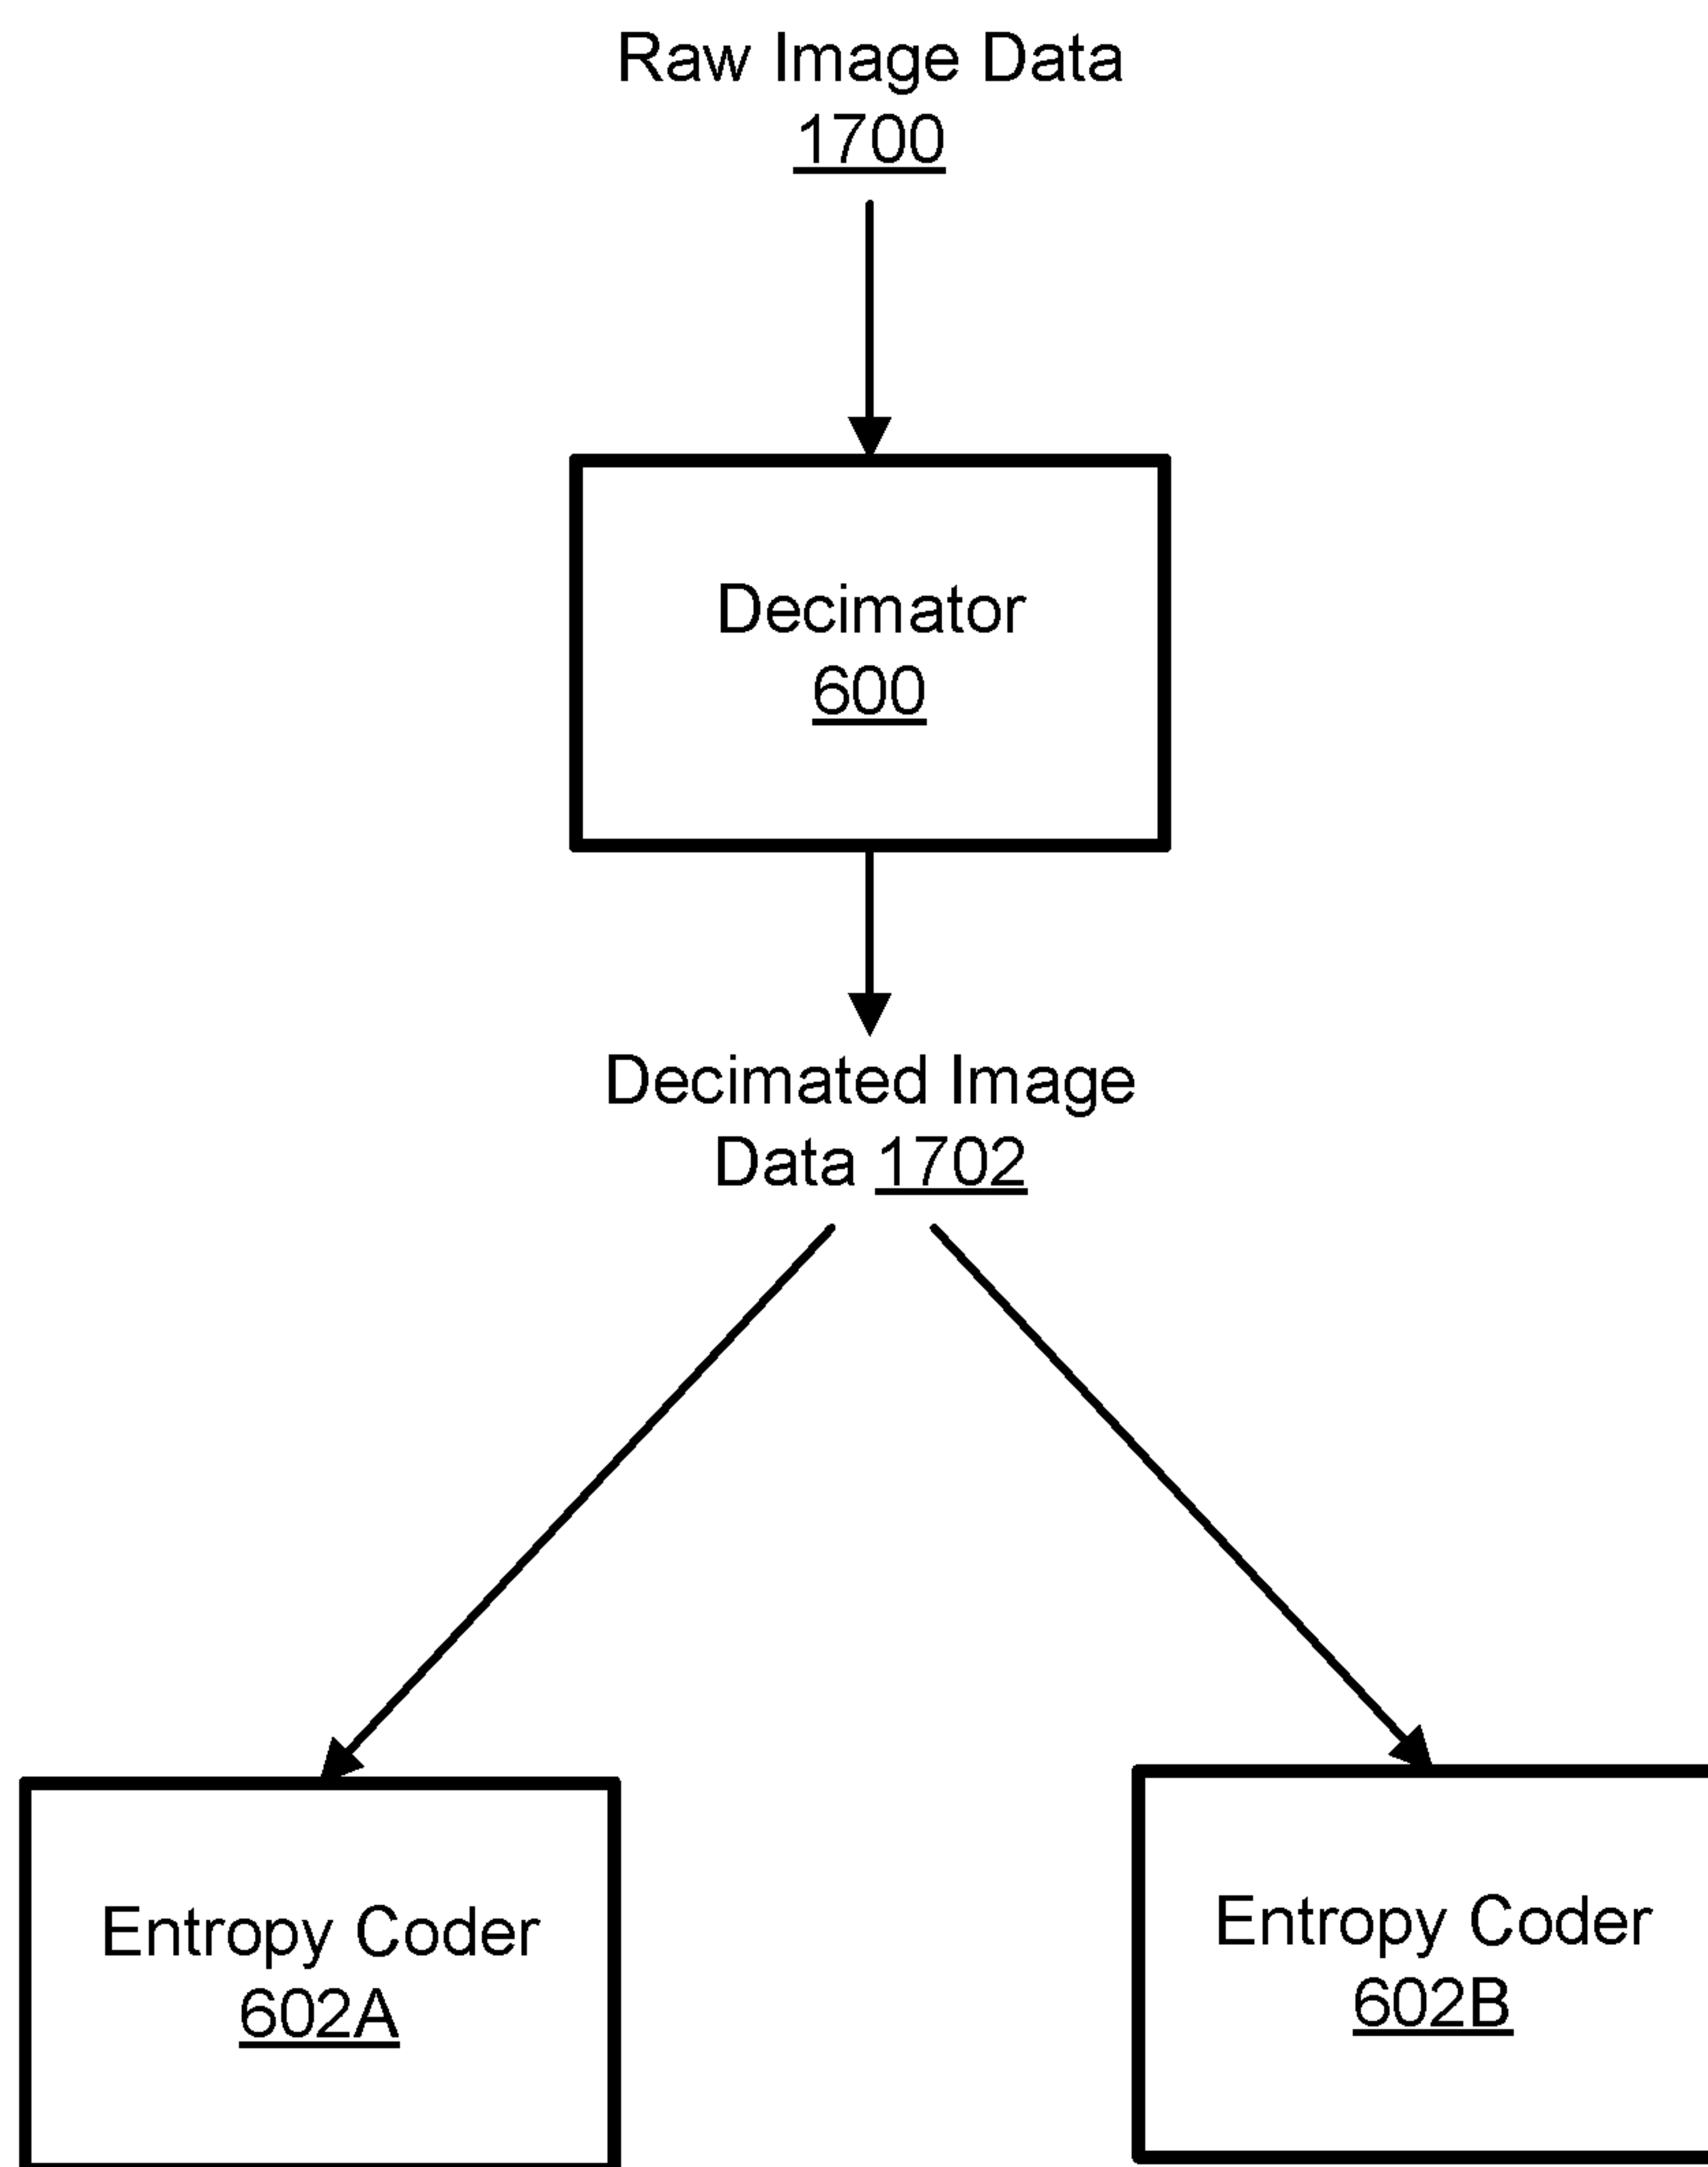 Raw Image Data
1700
Decimator
600
Decimated Image
Data 1702
Entropy Coder
602A
Entropy Coder
602B